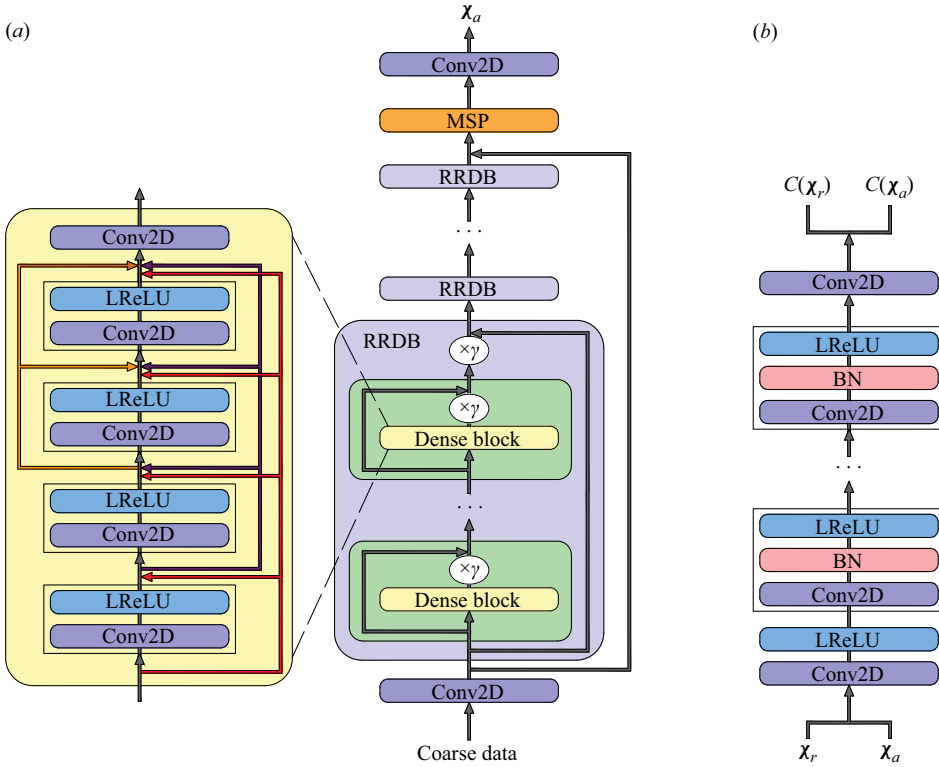 (a)
χₐ
Conv2D
MSP
RRDB
. . .
RRDB
RRDB
×γ
×γ
Dense block
. . .
×γ
Dense block
Conv2D
Coarse data
Conv2D
LReLU
Conv2D
LReLU
Conv2D
LReLU
Conv2D
LReLU
Conv2D
(b)
C(χᵣ) C(χₐ)
Conv2D
LReLU
BN
Conv2D
. . .
LReLU
BN
Conv2D
LReLU
Conv2D
χᵣ χₐ